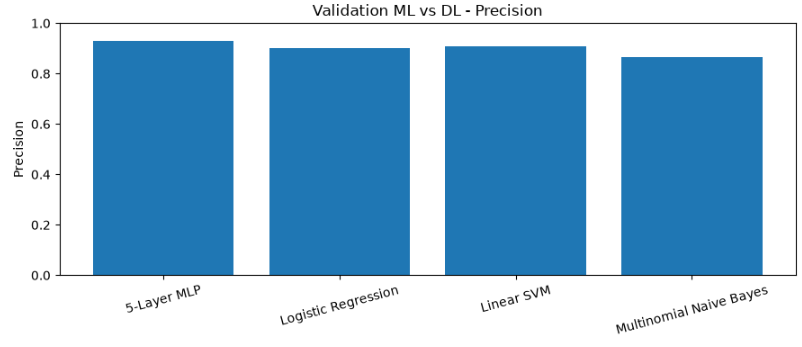 Validation ML vs DL - Precision
Precision
1.0
0.8
0.6
0.4
0.2
0.0
5-Layer MLP
Logistic Regression
Linear SVM
Multinomial Naive Bayes